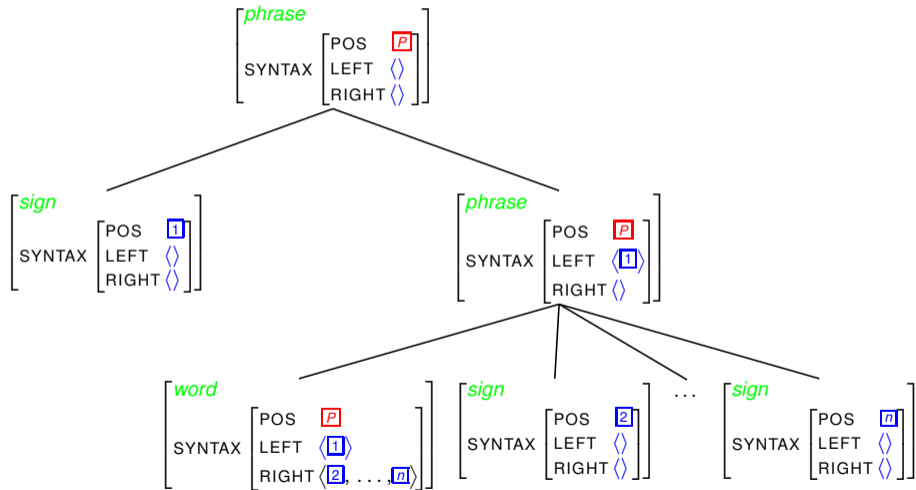 phrase
POS P
SYNTAX LEFT ⟨⟩
RIGHT ⟨⟩
sign
POS 1
SYNTAX LEFT ⟨⟩
RIGHT ⟨⟩
phrase
POS P
SYNTAX LEFT ⟨1⟩
RIGHT ⟨⟩
word
POS P
SYNTAX LEFT ⟨1⟩
RIGHT ⟨2, ..., n⟩
sign
POS 2
SYNTAX LEFT ⟨⟩
RIGHT ⟨⟩
...
sign
POS n
SYNTAX LEFT ⟨⟩
RIGHT ⟨⟩